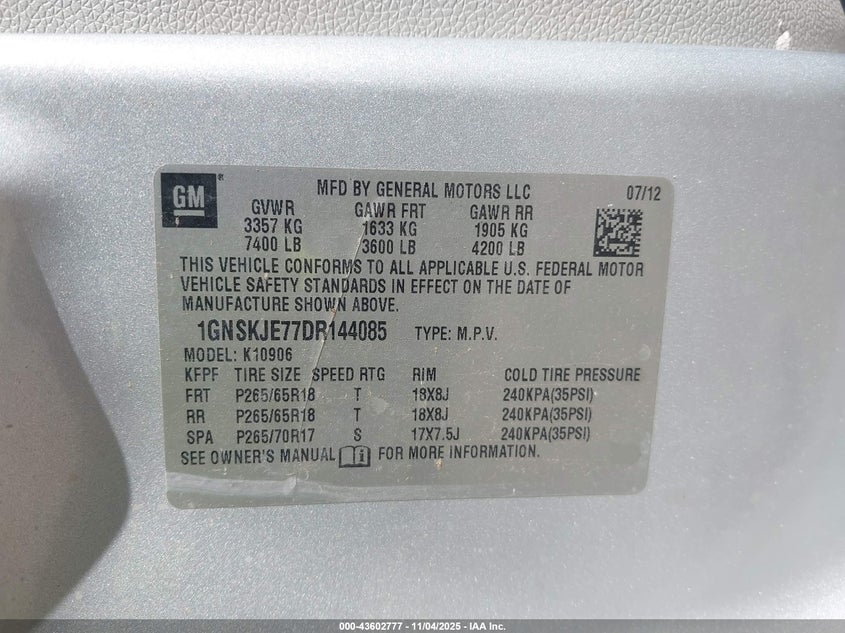 GM®
MFD BY GENERAL MOTORS LLC 07/12
GVWR GAWR FRT GAWR RR
3357 KG 1633 KG 1905 KG
7400 LB 3600 LB 4200 LB
THIS VEHICLE CONFORMS TO ALL APPLICABLE U.S. FEDERAL MOTOR
VEHICLE SAFETY STANDARDS IN EFFECT ON THE DATE OF
MANUFACTURE SHOWN ABOVE.
1GNSKJE77DR144085 TYPE: M.P.V.
MODEL: K10906
KFPF TIRE SIZE SPEED RTG RIM COLD TIRE PRESSURE
FRT P265/65R18 T 18X8J 240KPA(35PSI)
RR P265/65R18 T 18X8J 240KPA(35PSI)
SPA P265/70R17 S 17X7.5J 240KPA(35PSI)
SEE OWNER'S MANUAL FOR MORE INFORMATION.
000-43602777 - 11/04/2025 - IAA Inc.